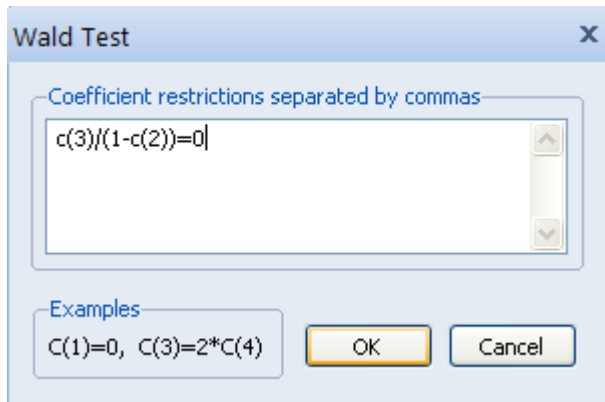 Wald Test
x
Coefficient restrictions separated by commas
c(3)/(1-c(2))=0
Examples
C(1)=0, C(3)=2*C(4)
OK
Cancel